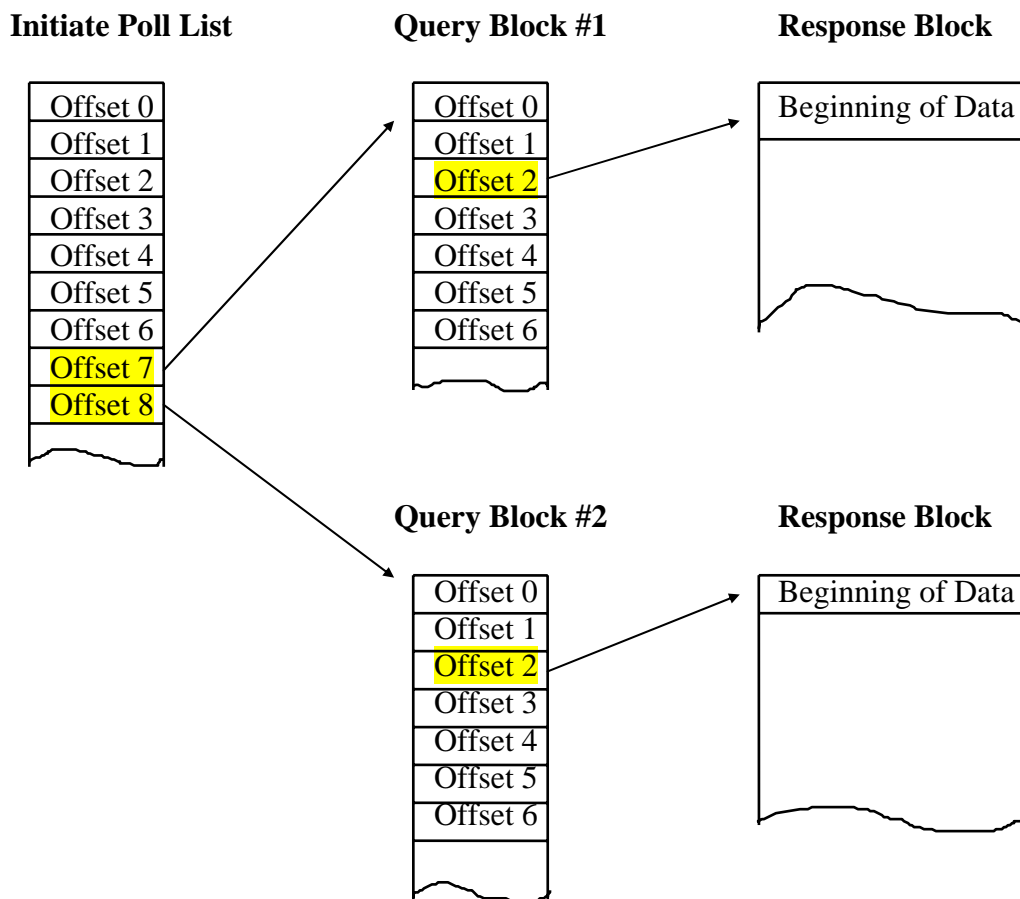 Initiate Poll List
Offset 0
Offset 1
Offset 2
Offset 3
Offset 4
Offset 5
Offset 6
Offset 7
Offset 8
Query Block #1
Offset 0
Offset 1
Offset 2
Offset 3
Offset 4
Offset 5
Offset 6
Response Block
Beginning of Data
Query Block #2
Offset 0
Offset 1
Offset 2
Offset 3
Offset 4
Offset 5
Offset 6
Response Block
Beginning of Data